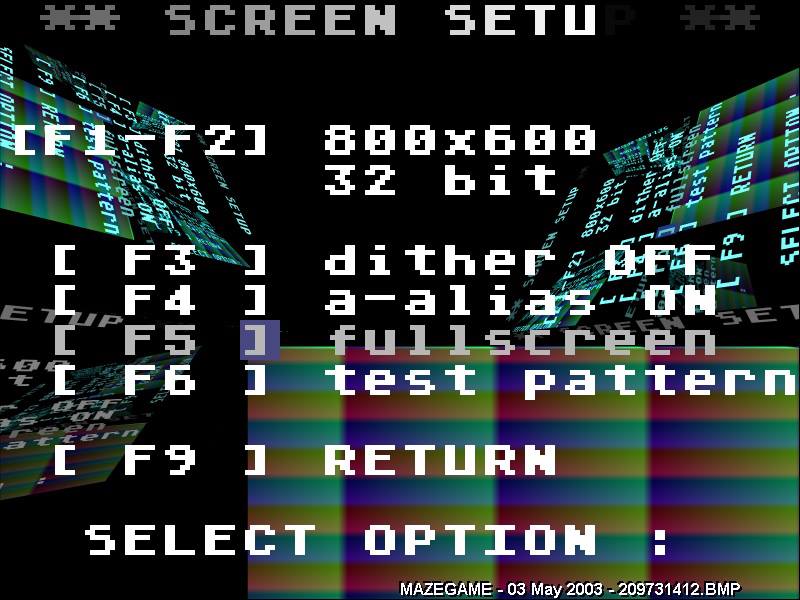 ** SCREEN SETUP **
[F1-F2] 800x600
32 bit
[ F3 ] dither OFF
[ F4 ] a-alias ON
[ F5 ] fullscreen
[ F6 ] test pattern
[ F9 ] RETURN
SELECT OPTION :
MAZEGAME - 03 May 2003 - 209731412.BMP